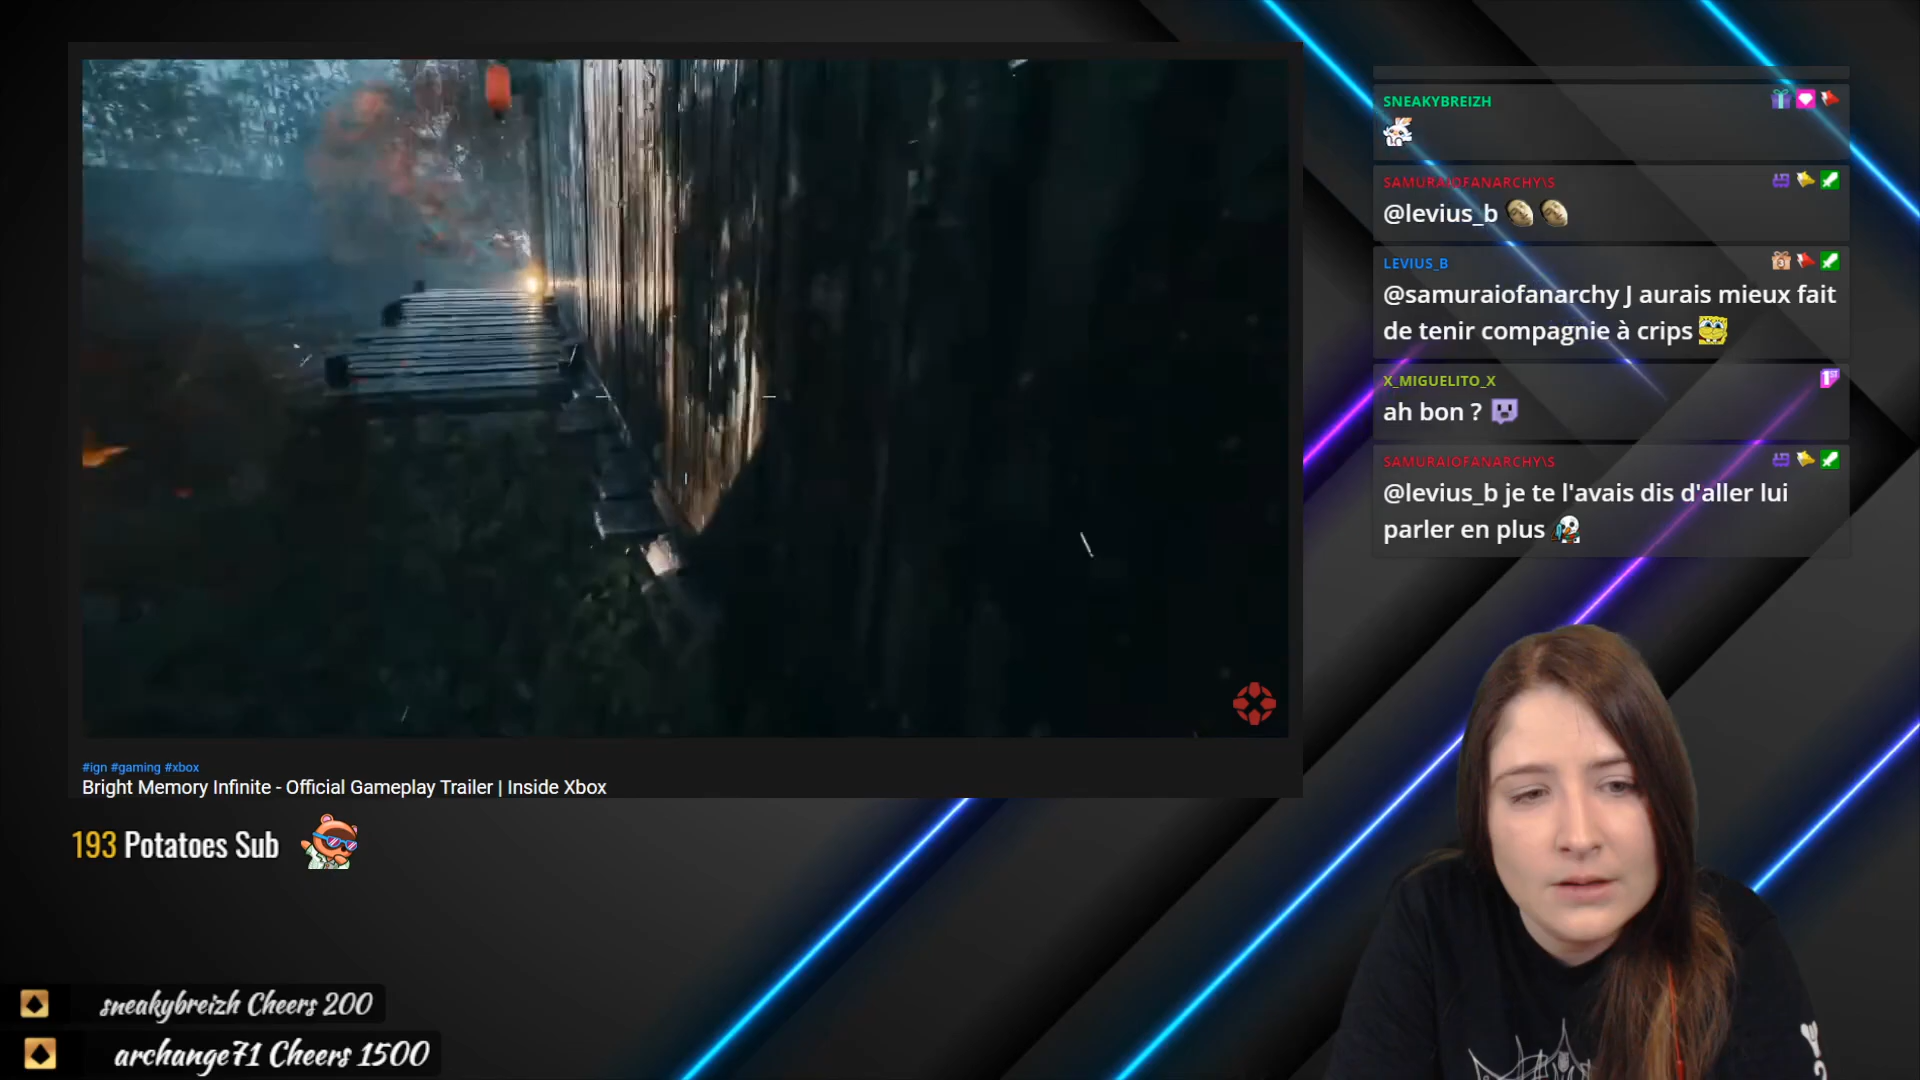 SNEAKYBREIZH
SAMURAIOFANARCHY\S
@levius_b
LEVIUS_B
@samuraiofanarchy J aurais mieux fait
de tenir compagnie à crips
X_MIGUELITO_X
1ST
ah bon ?
SAMURAIOFANARCHY\S
@levius_b je te l'avais dis d'aller lui
parler en plus
#ign #gaming #xbox
Bright Memory Infinite - Official Gameplay Trailer | Inside Xbox
193 Potatoes Sub
sneakybreizh Cheers 200
archange71 Cheers 1500